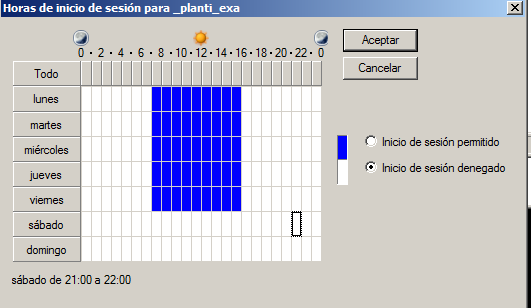 Horas de inicio de sesión para _planti_exa
0 · 2 · 4 · 6 · 8 · 10 · 12 · 14 · 16 · 18 · 20 · 22 · 0
Todo
lunes
martes
miércoles
jueves
viernes
sábado
domingo
Aceptar
Cancelar
Inicio de sesión permitido
Inicio de sesión denegado
sábado de 21:00 a 22:00